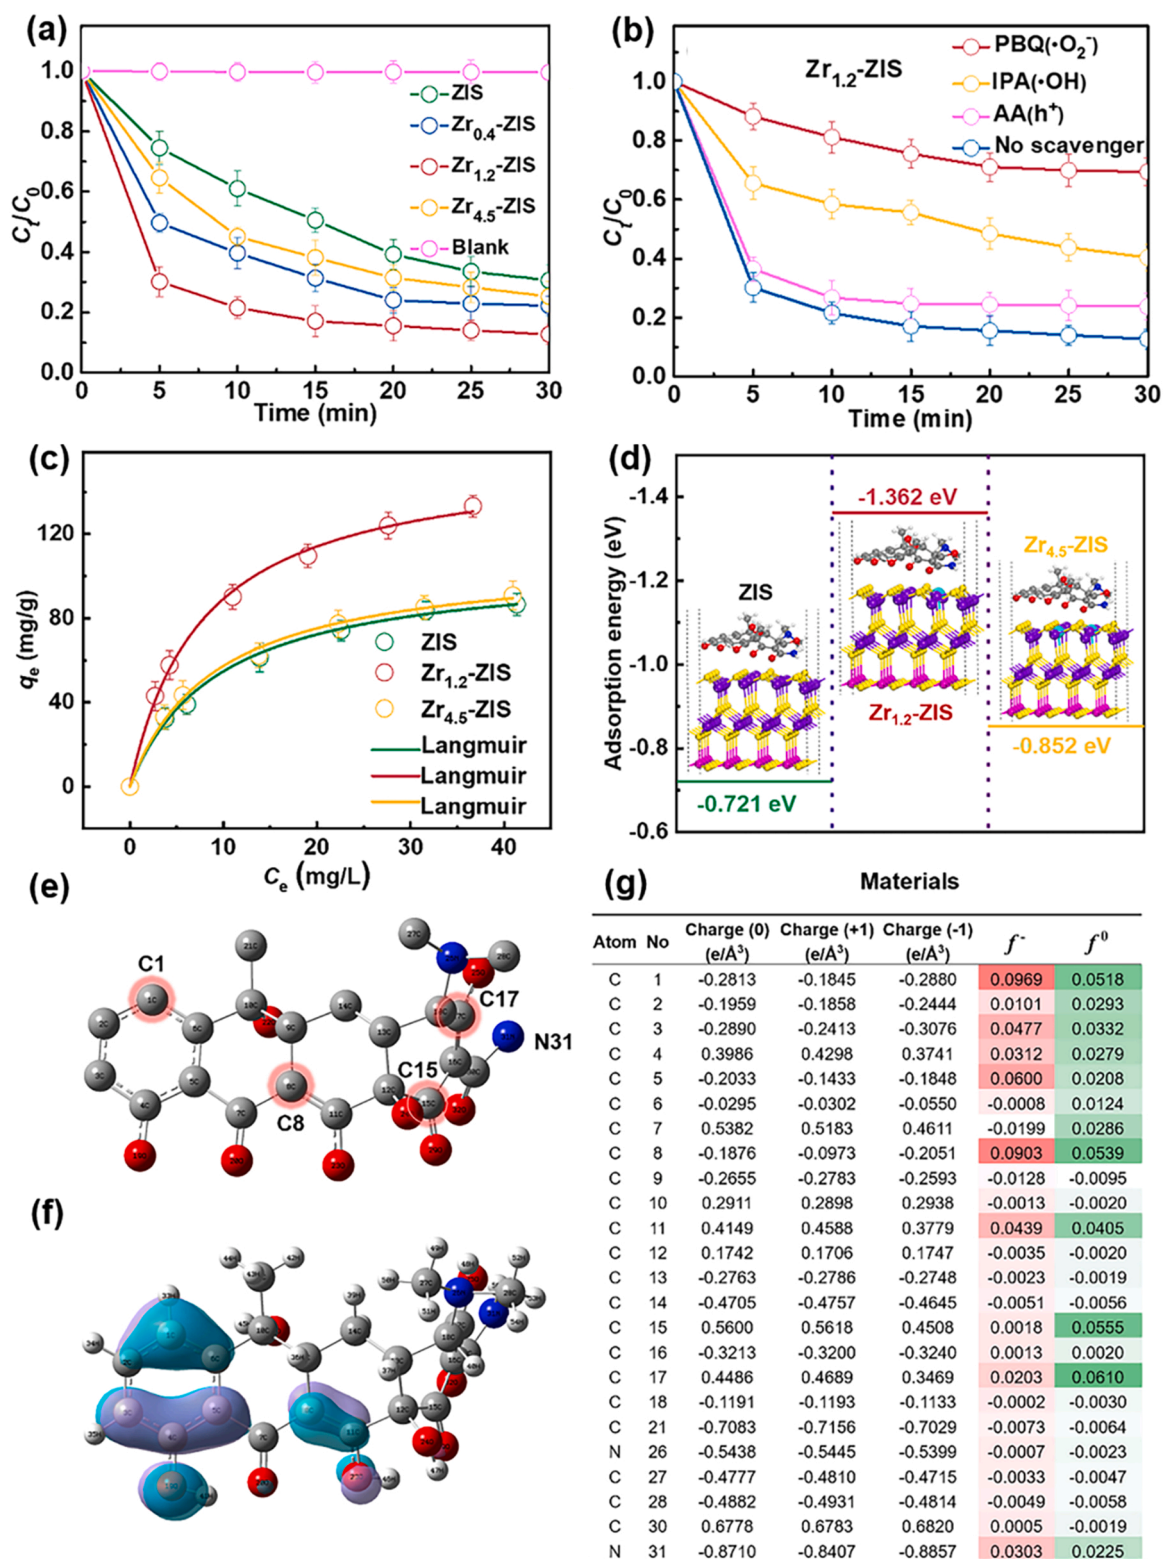 (a)
C_t/C_0
1.0
0.8
0.6
0.4
0.2
0.0
0 5 10 15 20 25 30
Time (min)
ZIS
Zr_0.4-ZIS
Zr_1.2-ZIS
Zr_4.5-ZIS
Blank
(b)
C_t/C_0
1.0
0.8
0.6
0.4
0.2
0.0
0 5 10 15 20 25 30
Time (min)
Zr_1.2-ZIS
PBQ(•O_2^-)
IPA(•OH)
AA(h^+)
No scavenger
(c)
q_e (mg/g)
120
80
40
0
0 10 20 30 40
C_e (mg/L)
ZIS
Zr_1.2-ZIS
Zr_4.5-ZIS
Langmuir
Langmuir
Langmuir
(d)
Adsorption energy (eV)
-1.4
-1.2
-1.0
-0.8
-0.6
ZIS
-0.721 eV
-1.362 eV
Zr_1.2-ZIS
Zr_4.5-ZIS
-0.852 eV
Materials
(e)
C1
C8
C15
C17
N31
(f)
(g)
Atom No Charge (0) (e/Å³) Charge (+1) (e/Å³) Charge (-1) (e/Å³) f^- f^0
C 1 -0.2813 -0.1845 -0.2880 0.0969 0.0518
C 2 -0.1959 -0.1858 -0.2444 0.0101 0.0293
C 3 -0.2890 -0.2413 -0.3076 0.0477 0.0332
C 4 0.3986 0.4298 0.3741 0.0312 0.0279
C 5 -0.2033 -0.1433 -0.1848 0.0600 0.0208
C 6 -0.0295 -0.0302 -0.0550 -0.0008 0.0124
C 7 0.5382 0.5183 0.4611 -0.0199 0.0286
C 8 -0.1876 -0.0973 -0.2051 0.0903 0.0539
C 9 -0.2655 -0.2783 -0.2593 -0.0128 -0.0095
C 10 0.2911 0.2898 0.2938 -0.0013 -0.0020
C 11 0.4149 0.4588 0.3779 0.0439 0.0405
C 12 0.1742 0.1706 0.1747 -0.0035 -0.0020
C 13 -0.2763 -0.2786 -0.2748 -0.0023 -0.0019
C 14 -0.4705 -0.4757 -0.4645 -0.0051 -0.0056
C 15 0.5600 0.5618 0.4508 0.0018 0.0555
C 16 -0.3213 -0.3200 -0.3240 0.0013 0.0020
C 17 0.4486 0.4689 0.3469 0.0203 0.0610
C 18 -0.1191 -0.1193 -0.1133 -0.0002 -0.0030
C 21 -0.7083 -0.7156 -0.7029 -0.0073 -0.0064
N 26 -0.5438 -0.5445 -0.5399 -0.0007 -0.0023
C 27 -0.4777 -0.4810 -0.4715 -0.0033 -0.0047
C 28 -0.4882 -0.4931 -0.4814 -0.0049 -0.0058
C 30 0.6778 0.6783 0.6820 0.0005 -0.0019
N 31 -0.8710 -0.8407 -0.8857 0.0303 0.0225